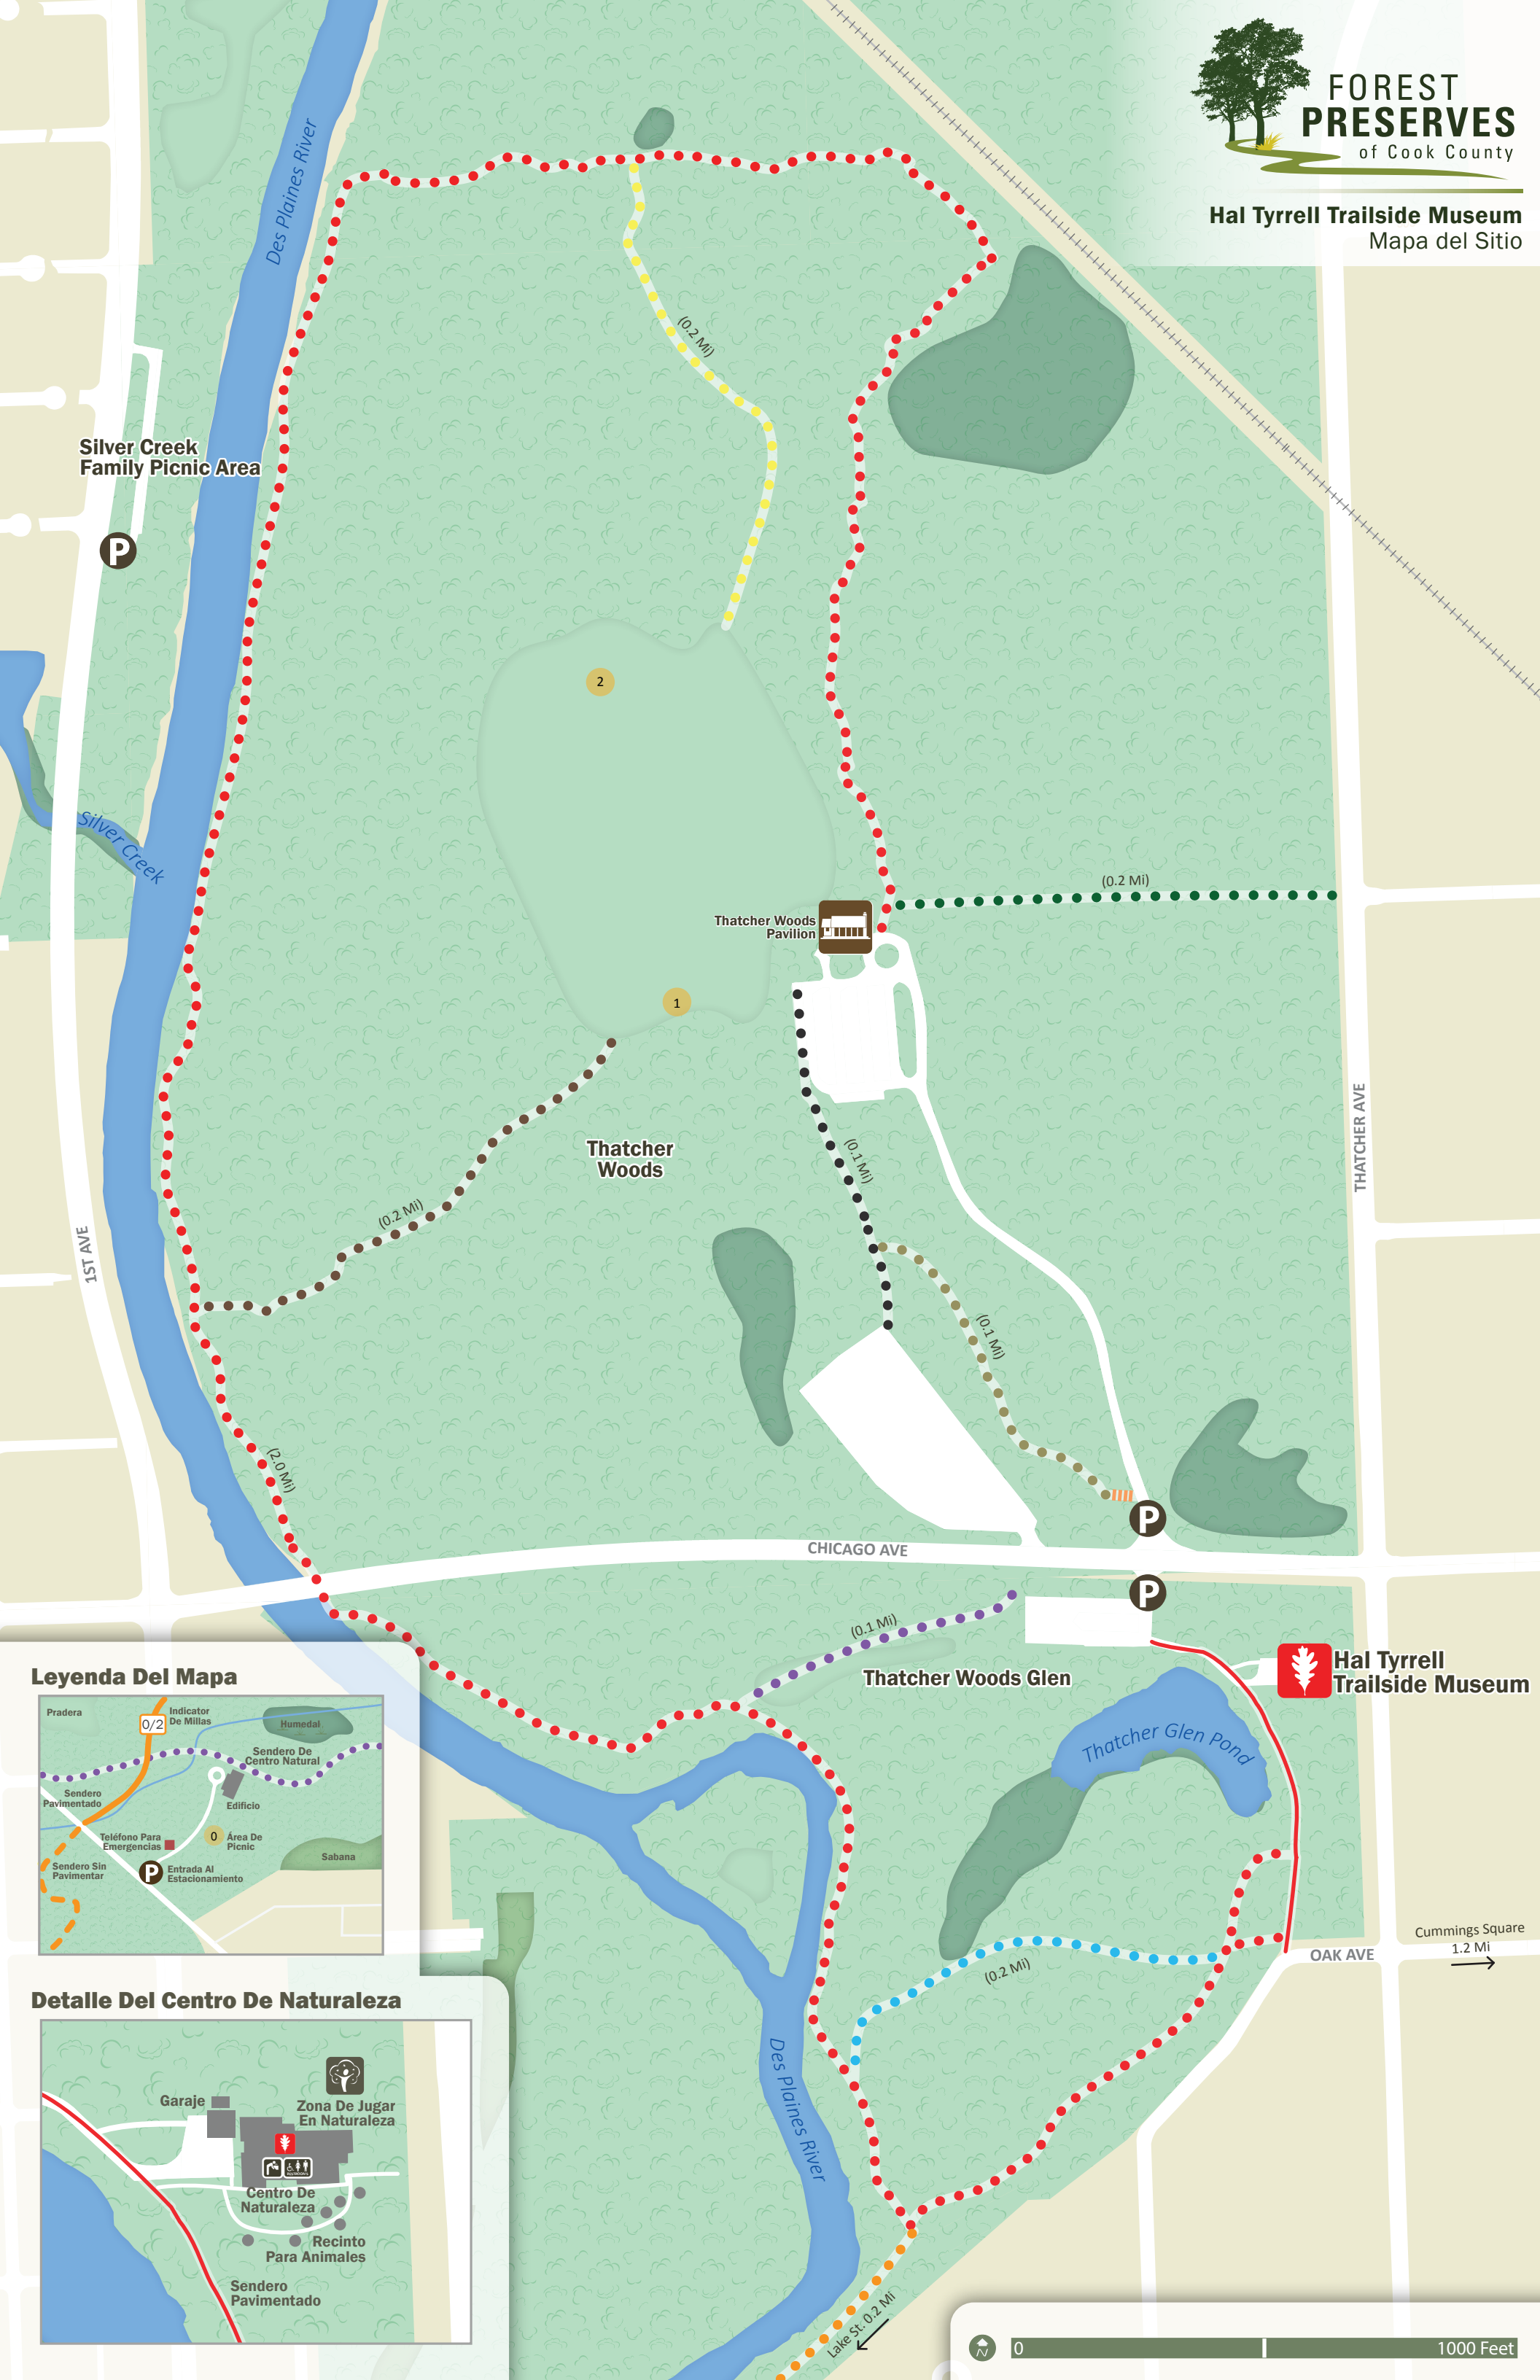 FOREST
PRESERVES
of Cook County
Hal Tyrrell Trailside Museum
Mapa del Sitio
Des Plaines River
(0.2 Mi)
Silver Creek
Family Picnic Area
P
2
Silver Creek
(0.2 Mi)
Thatcher Woods
Pavilion
1
THATCHER AVE
Thatcher
Woods
(0.1 Mi)
(0.2 Mi)
1ST AVE
(0.1 Mi)
(2.0 Mi)
P
CHICAGO AVE
P
(0.1 Mi)
Thatcher Woods Glen
Hal Tyrrell
Trailside Museum
Thatcher Glen Pond
Cummings Square
1.2 Mi
OAK AVE
(0.2 Mi)
Des Plaines River
Lake St. 0.2 Mi
Leyenda Del Mapa
Pradera
0/2
Indicator
De Millas
Humedal
Sendero De
Centro Natural
Sendero
Pavimentado
Edificio
Teléfono Para
Emergencias
0
Área De
Picnic
Sabana
Sendero Sin
Pavimentar
P
Entrada Al
Estacionamiento
Detalle Del Centro De Naturaleza
Garaje
Zona De Jugar
En Naturaleza
Centro De
Naturaleza
Recinto
Para Animales
Sendero
Pavimentado
N
0
1000 Feet